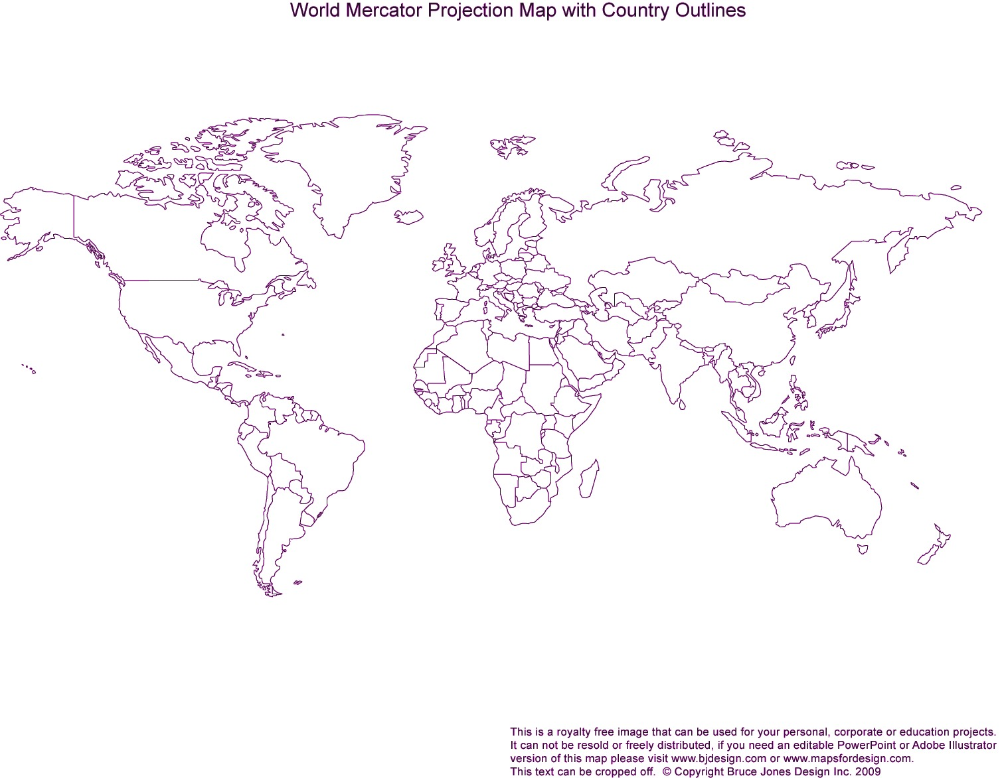 World Mercator Projection Map with Country Outlines
This is a royalty free image that can be used for your personal, corporate or education projects.
It can not be resold or freely distributed, if you need an editable PowerPoint or Adobe Illustrator
version of this map please visit www.bjdesign.com or www.mapsfordesign.com.
This text can be cropped off.  © Copyright Bruce Jones Design Inc. 2009